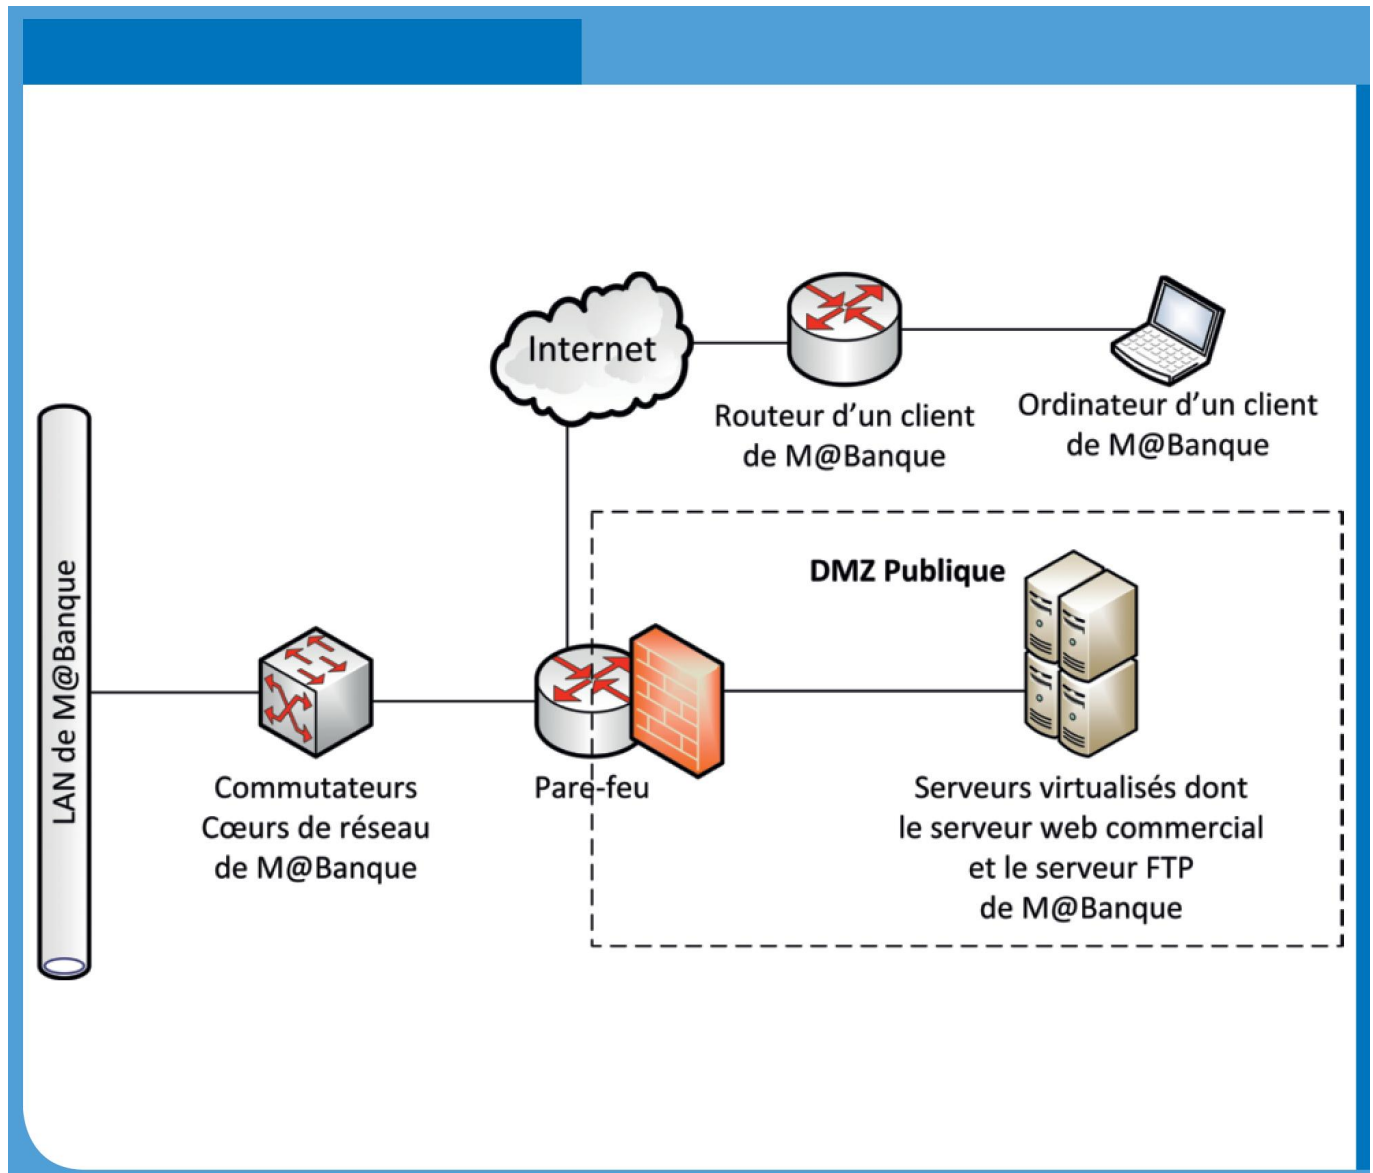 Internet
Routeur d’un client
de M@Banque
Ordinateur d’un client
de M@Banque
DMZ Publique
LAN de M@Banque
Commutateurs
Cœurs de réseau
de M@Banque
Pare-feu
Serveurs virtualisés dont
le serveur web commercial
et le serveur FTP
de M@Banque